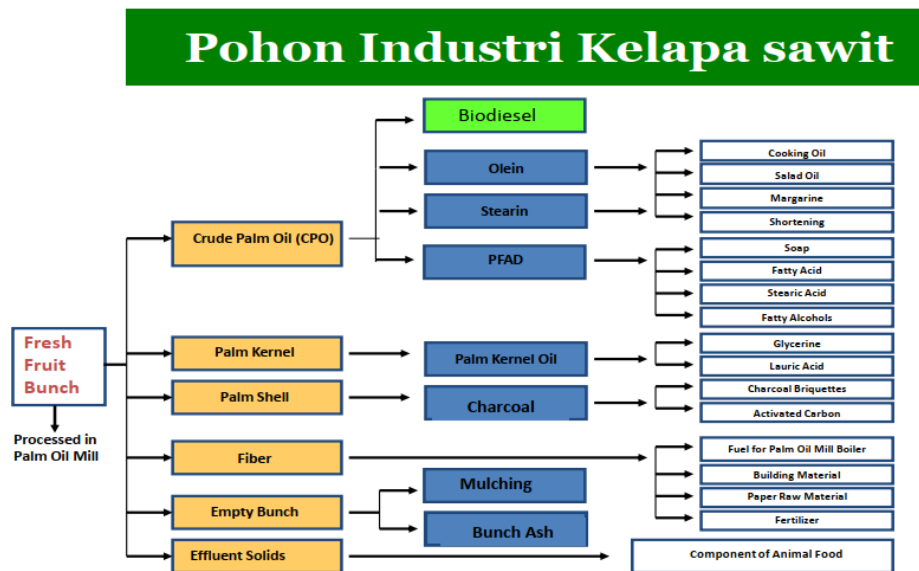 Pohon Industri Kelapa sawit
Biodiesel
Olein
Stearin
PFAD
Cooking Oil
Salad Oil
Margarine
Shortening
Soap
Fatty Acid
Stearic Acid
Fatty Alcohols
Crude Palm Oil (CPO)
Fresh
Fruit
Bunch
Processed in
Palm Oil Mill
Palm Kernel
Palm Kernel Oil
Glycerine
Lauric Acid
Palm Shell
Charcoal
Charcoal Briquettes
Activated Carbon
Fiber
Fuel for Palm Oil Mill Boiler
Building Material
Paper Raw Material
Fertilizer
Empty Bunch
Mulching
Bunch Ash
Effluent Solids
Component of Animal Food